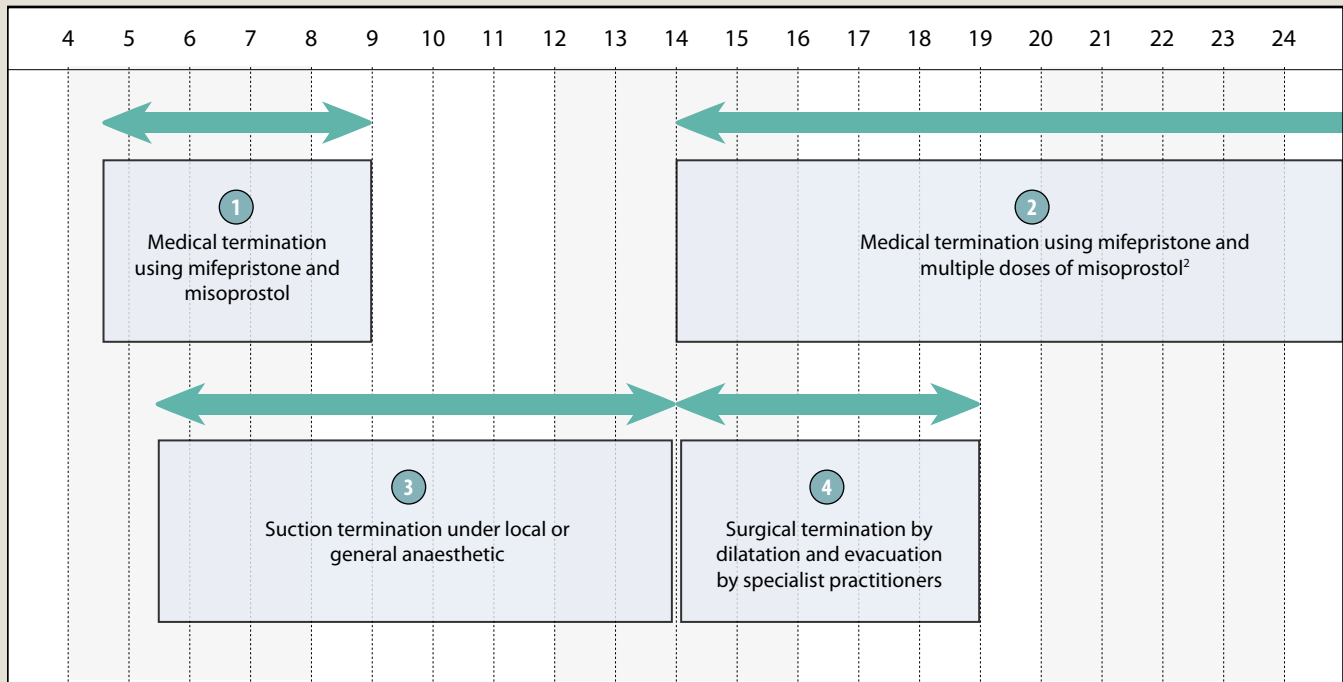 4 5 6 7 8 9 10 11 12 13 14 15 16 17 18 19 20 21 22 23 24
1
Medical termination
using mifepristone and
misoprostol
2
Medical termination using mifepristone and
multiple doses of misoprostol²
3
Suction termination under local or
general anaesthetic
4
Surgical termination by
dilatation and evacuation
by specialist practitioners